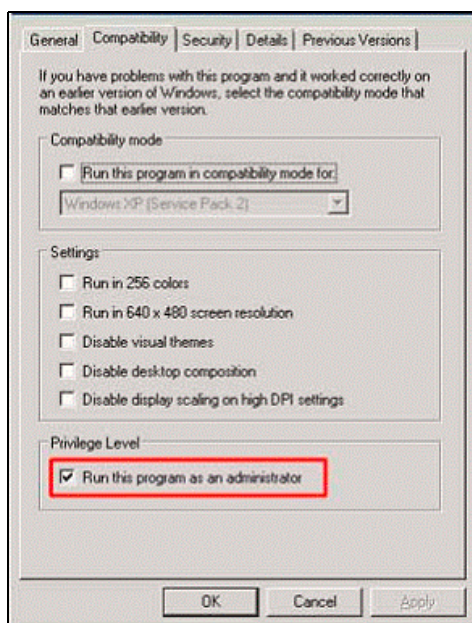 General Compatibility Security Details Previous Versions
If you have problems with this program and it worked correctly on
an earlier version of Windows, select the compatibility mode that
matches that earlier version.
Compatibility mode
Run this program in compatibility mode for:
Windows XP (Service Pack 2)
Settings
Run in 256 colors
Run in 640 x 480 screen resolution
Disable visual themes
Disable desktop composition
Disable display scaling on high DPI settings
Privilege Level
Run this program as an administrator
OK Cancel Apply